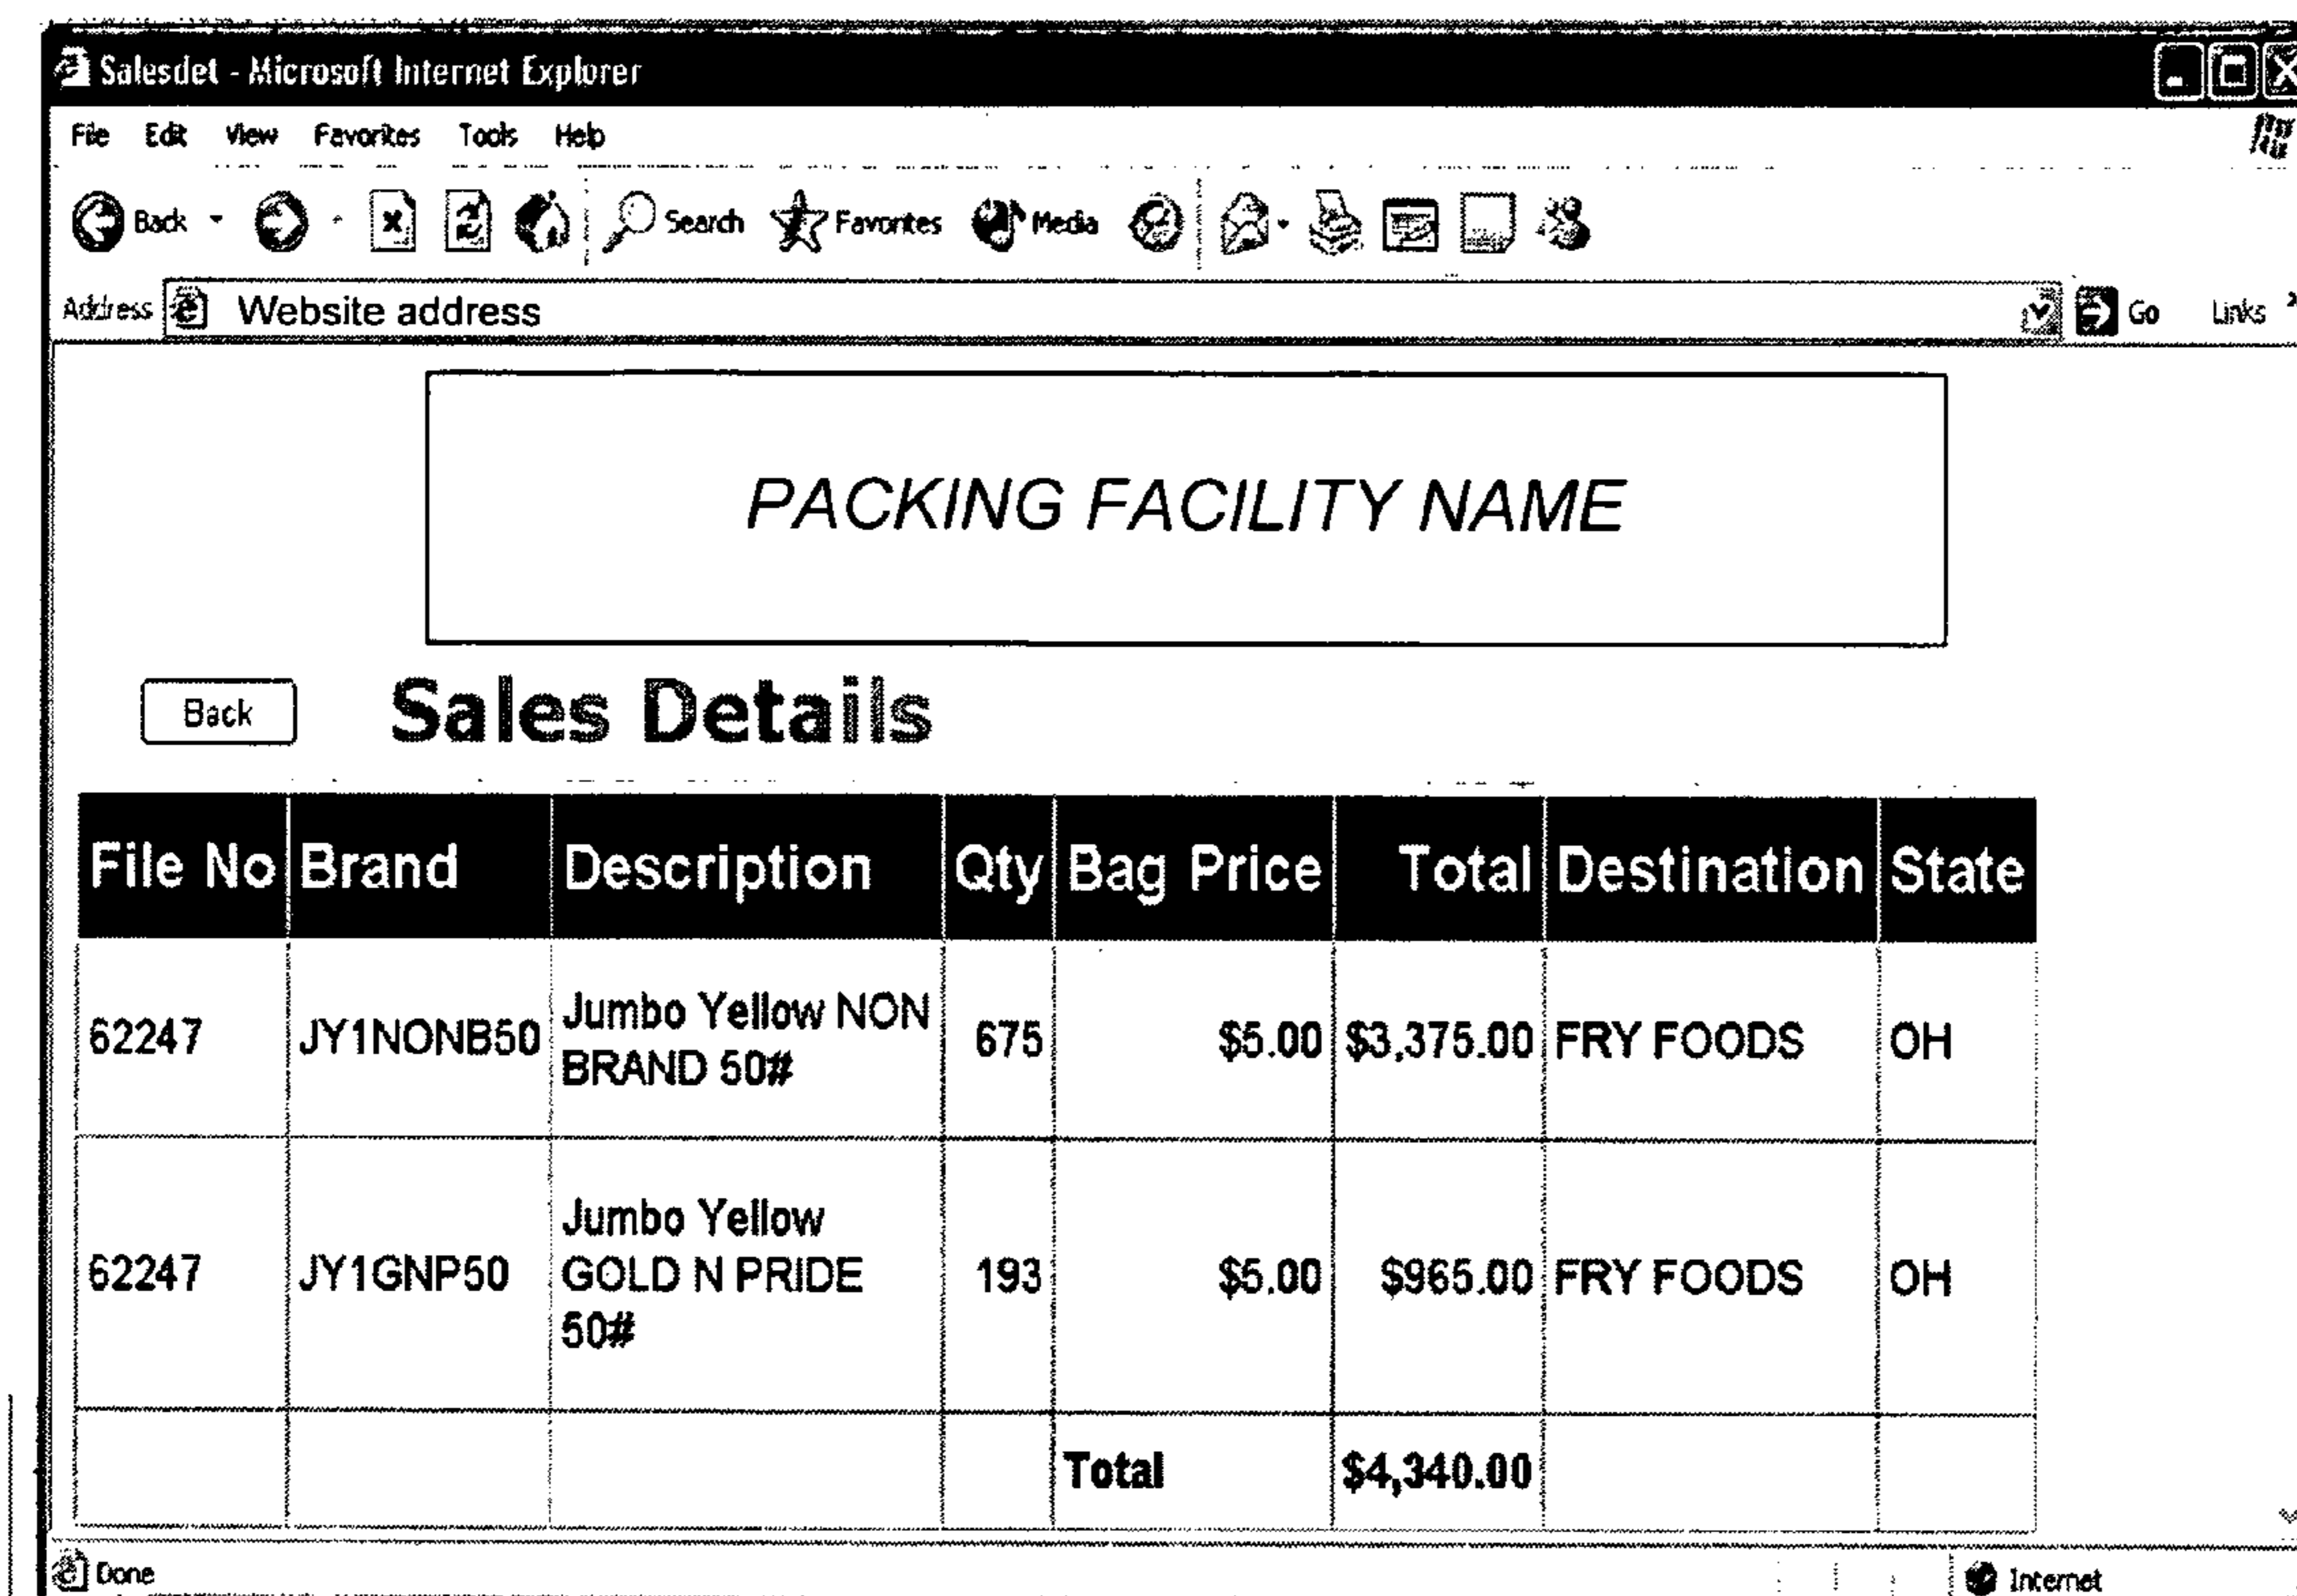 Salesdet - Microsoft Internet Explorer
File Edit View Favorites Tools Help
Back Search Favorites Media
Address Website address Go Links
PACKING FACILITY NAME
Back Sales Details
File No Brand Description Qty Bag Price Total Destination State
62247 JY1NONB50 Jumbo Yellow NON BRAND 50# 675 $5.00 $3,375.00 FRY FOODS OH
62247 JY1GNP50 Jumbo Yellow GOLD N PRIDE 50# 193 $5.00 $965.00 FRY FOODS OH
Total $4,340.00
Done Internet